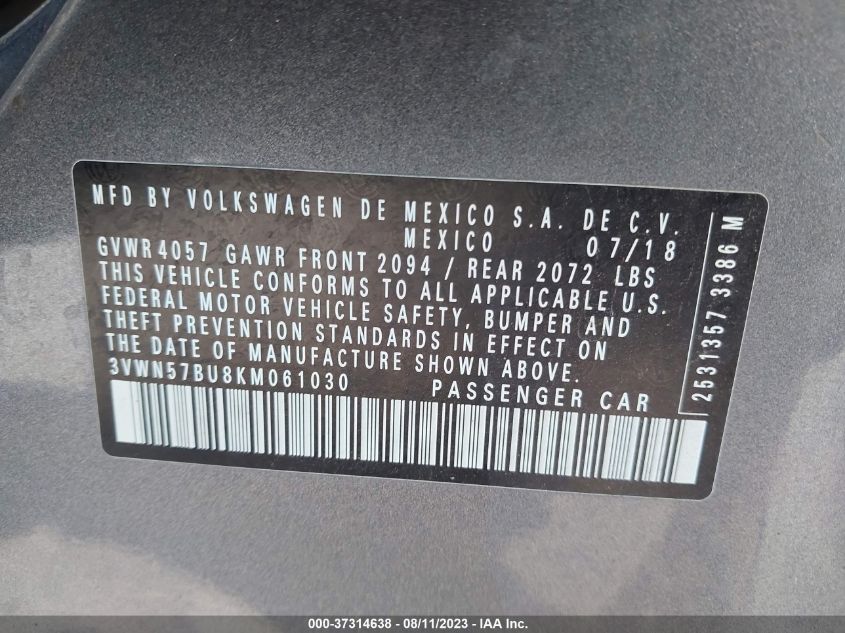 MFD BY VOLKSWAGEN DE MEXICO S.A. DE C.V.
MEXICO 07/18
GVWR 4057 GAWR FRONT 2094 / REAR 2072 LBS
THIS VEHICLE CONFORMS TO ALL APPLICABLE U.S.
FEDERAL MOTOR VEHICLE SAFETY, BUMPER AND
THEFT PREVENTION STANDARDS IN EFFECT ON
THE DATE OF MANUFACTURE SHOWN ABOVE.
3VWN57BU8KM061030 PASSENGER CAR
2531357 3386 M
000-37314638 - 08/11/2023 - IAA Inc.